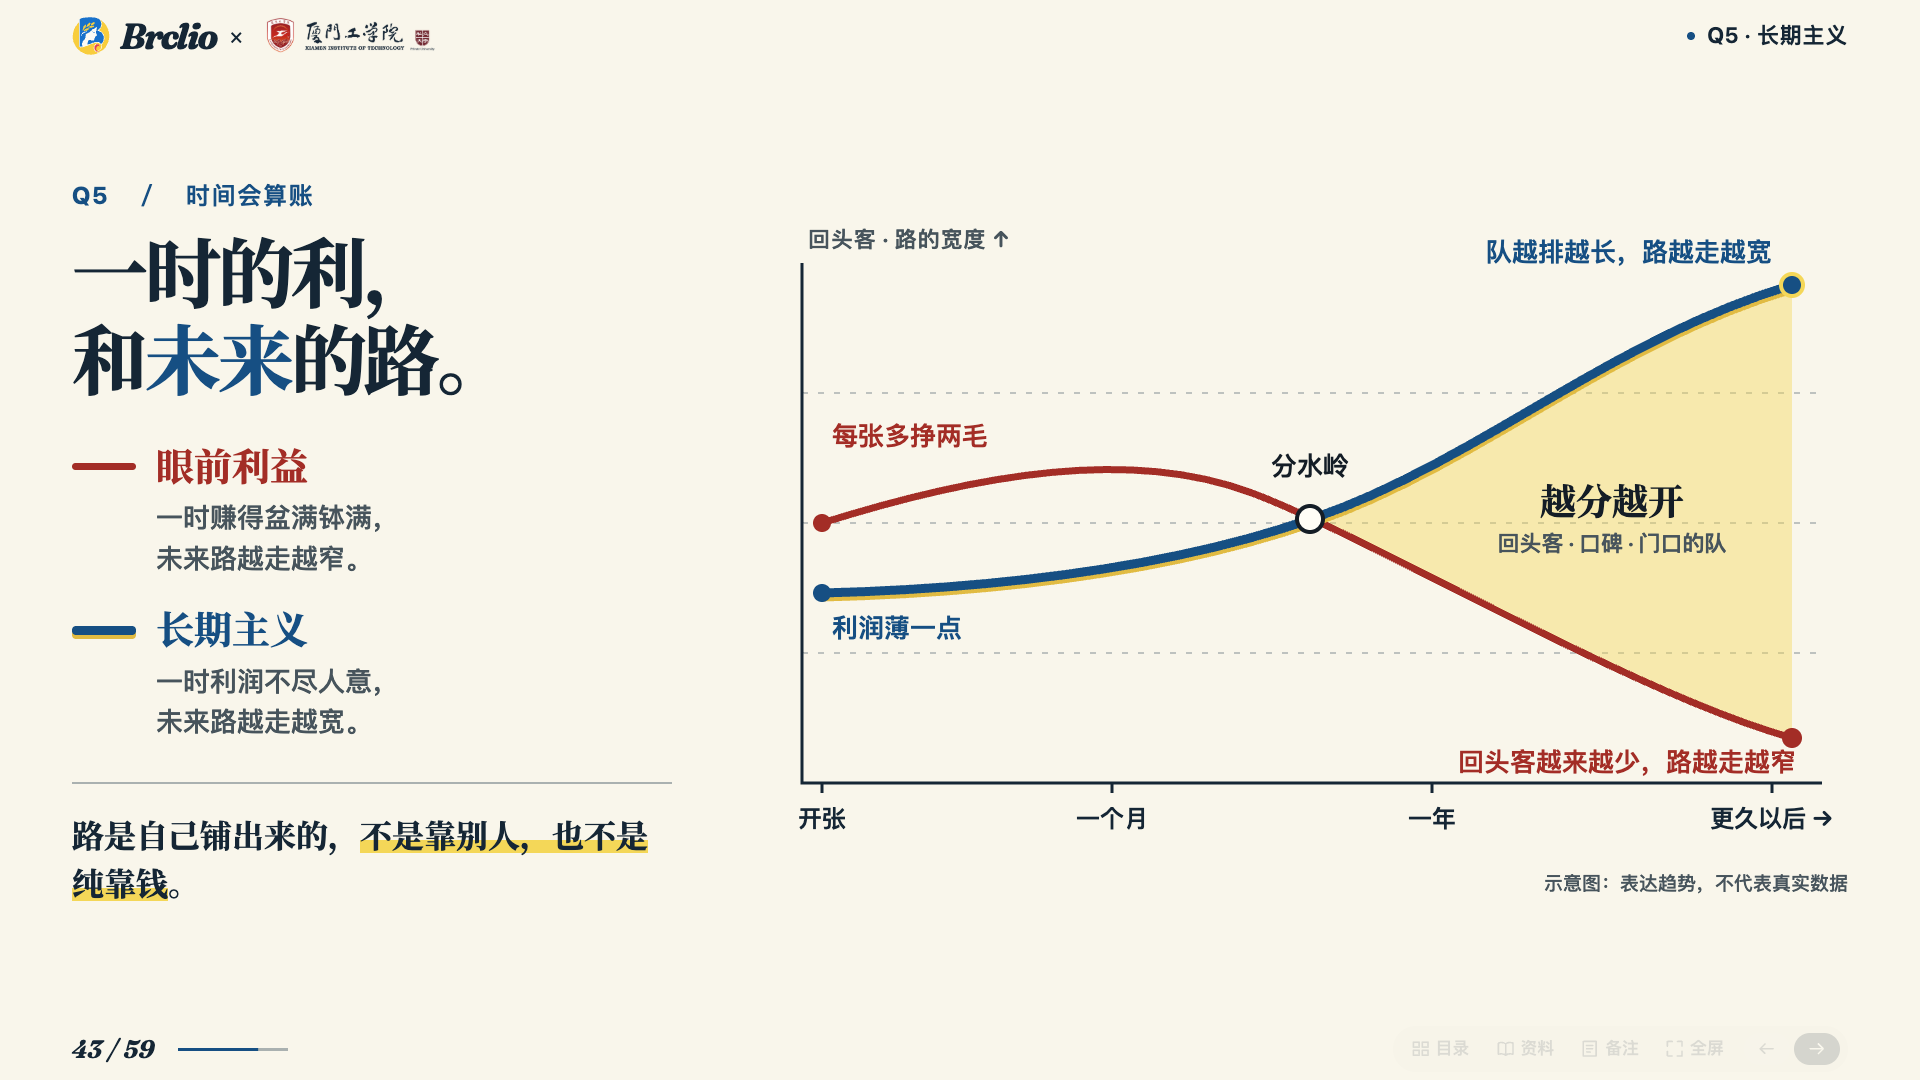 Brclio ×
廈門工学院
XIAMEN INSTITUTE OF TECHNOLOGY
Q5 · 长期主义
Q5 / 时间会算账
一时的利，
和未来的路。
眼前利益
一时赚得盆满钵满，
未来路越走越窄。
长期主义
一时利润不尽人意，
未来路越走越宽。
路是自己铺出来的，不是靠别人，也不是
纯靠钱。
回头客 · 路的宽度 ↑
队越排越长，路越走越宽
每张多挣两毛
分水岭
越分越开
回头客 · 口碑 · 门口的队
利润薄一点
回头客越来越少，路越走越窄
开张 一个月 一年 更久以后 →
示意图：表达趋势，不代表真实数据
43 / 59
目录 资料 备注 全屏 ← →